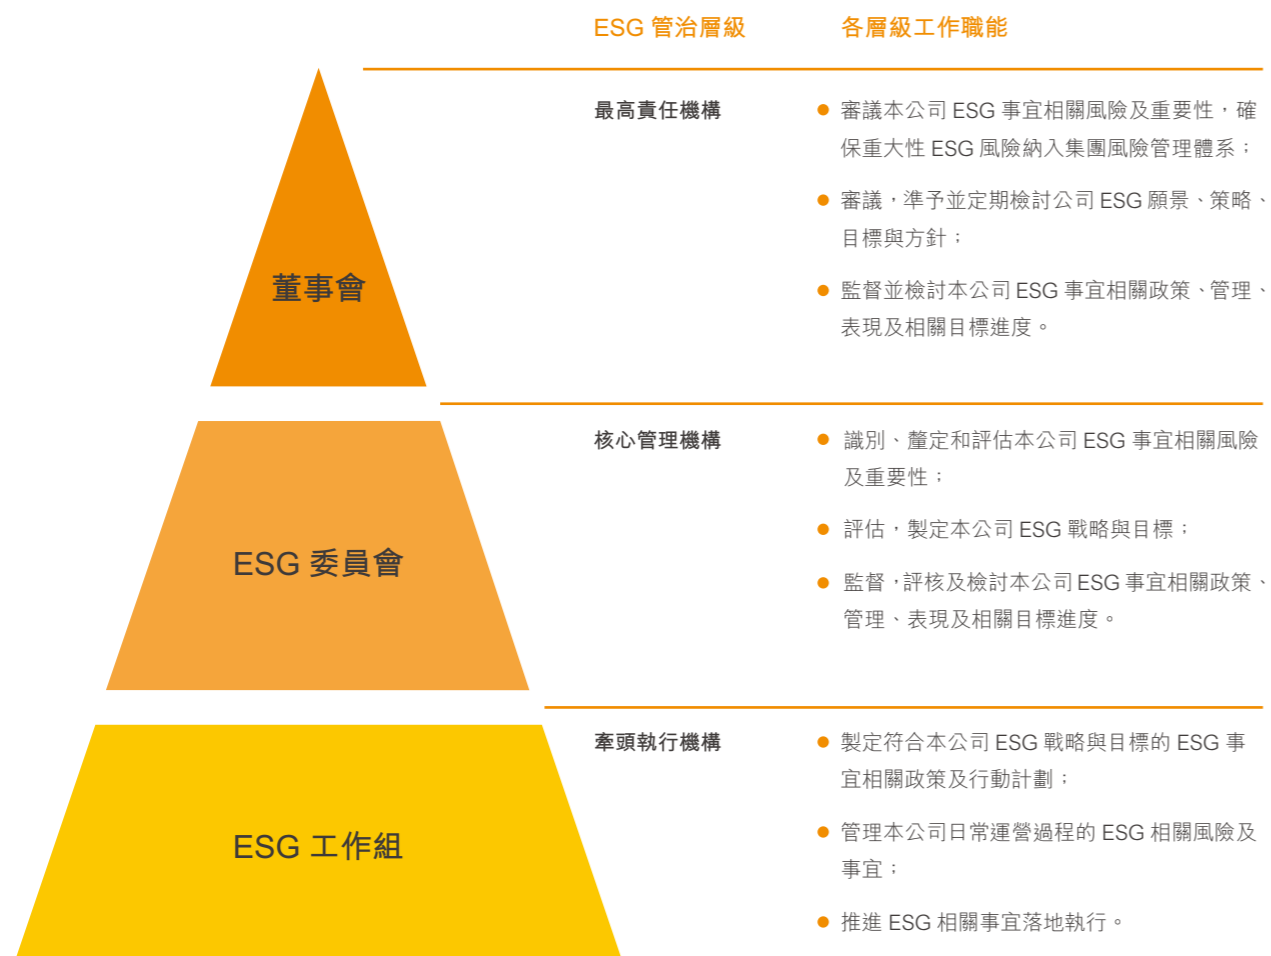 ESG 管治層級
各層級工作職能
董事會
最高責任機構
審議本公司 ESG 事宜相關風險及重要性，確
保重大性 ESG 風險納入集團風險管理體系；
審議，準予並定期檢討公司 ESG 願景、策略、
目標與方針；
監督並檢討本公司 ESG 事宜相關政策、管理、
表現及相關目標進度。
ESG 委員會
核心管理機構
識別、釐定和評估本公司 ESG 事宜相關風險
及重要性；
評估，製定本公司 ESG 戰略與目標；
監督，評核及檢討本公司 ESG 事宜相關政策、
管理、表現及相關目標進度。
ESG 工作組
牽頭執行機構
製定符合本公司 ESG 戰略與目標的 ESG 事
宜相關政策及行動計劃；
管理本公司日常運營過程的 ESG 相關風險及
事宜；
推進 ESG 相關事宜落地執行。